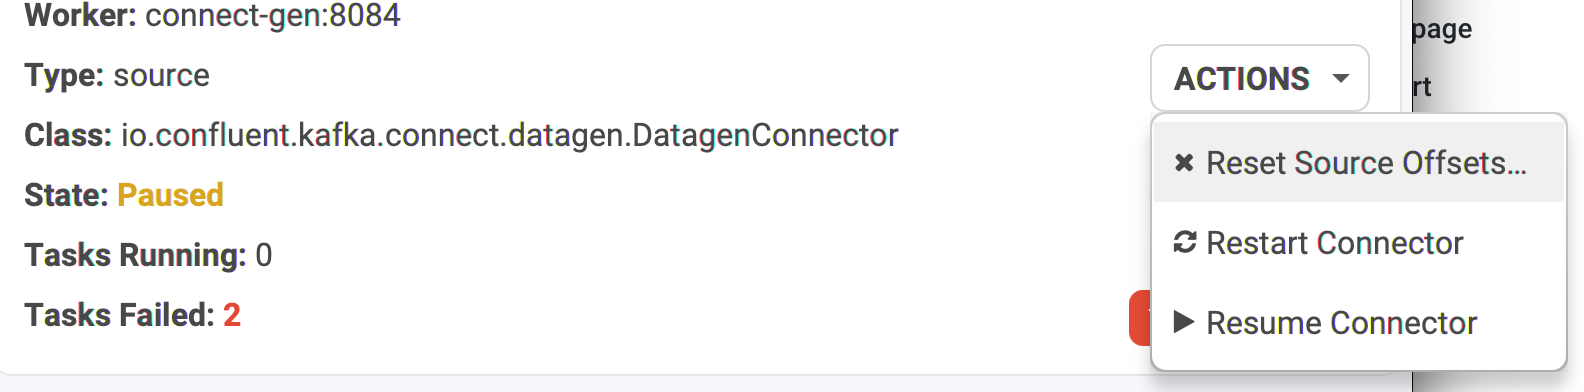 Worker: connect-gen:8084
Type: source
Class: io.confluent.kafka.connect.datagen.DatagenConnector
State: Paused
Tasks Running: 0
Tasks Failed: 2
ACTIONS
Reset Source Offsets...
Restart Connector
Resume Connector
page
rt